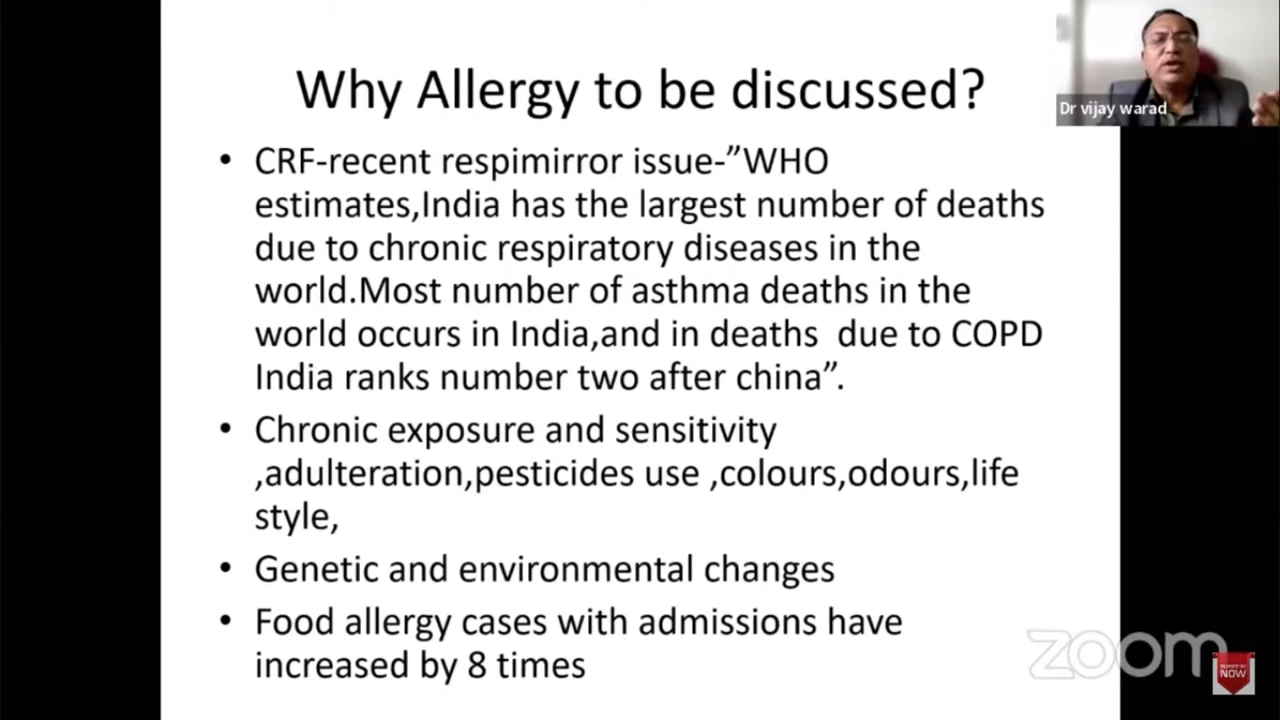 Why Allergy to be discussed?
Dr vijay warad
• CRF-recent respimirror issue-”WHO
estimates,India has the largest number of deaths
due to chronic respiratory diseases in the
world.Most number of asthma deaths in the
world occurs in India,and in deaths  due to COPD
India ranks number two after china”.
• Chronic exposure and sensitivity
,adulteration,pesticides use ,colours,odours,life
style,
• Genetic and environmental changes
• Food allergy cases with admissions have
increased by 8 times
zoom
NOW